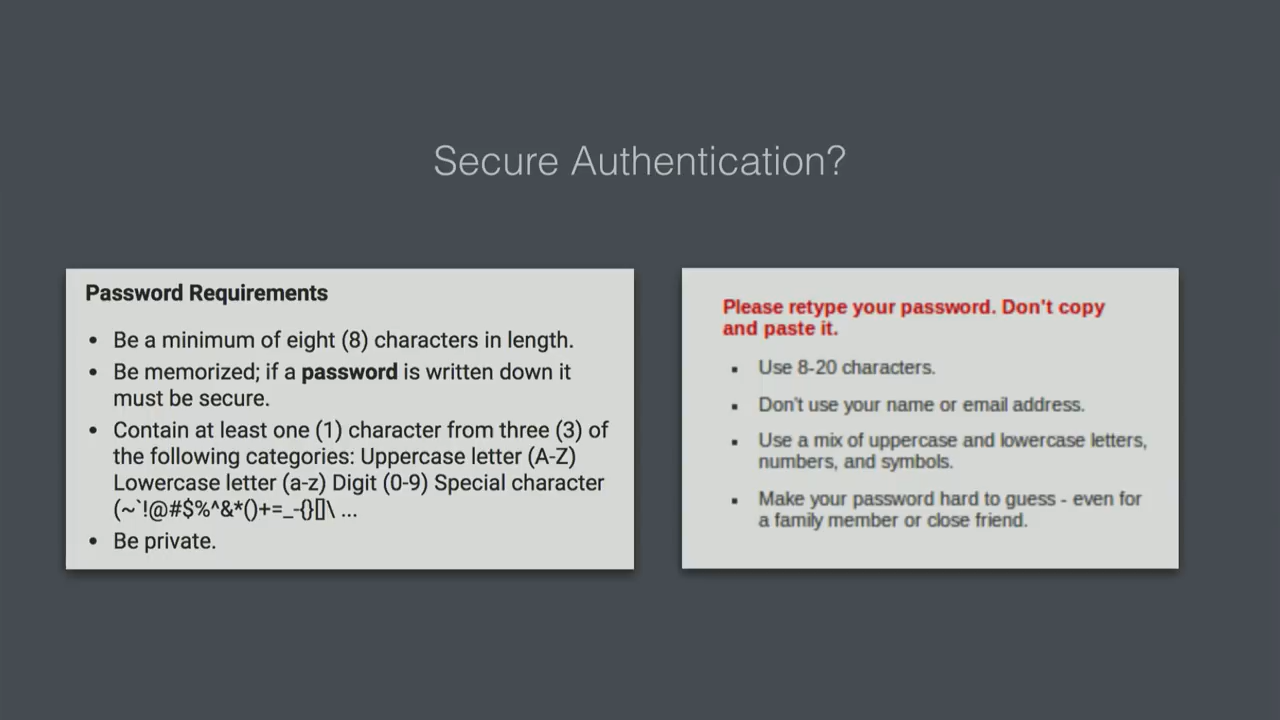 Secure Authentication?
Password Requirements
• Be a minimum of eight (8) characters in length.
• Be memorized; if a password is written down it
must be secure.
• Contain at least one (1) character from three (3) of
the following categories: Uppercase letter (A-Z)
Lowercase letter (a-z) Digit (0-9) Special character
(~`!@#$%^&*()+=_-{}[]\ ...
• Be private.
Please retype your password. Don't copy
and paste it.
▪ Use 8-20 characters.
▪ Don't use your name or email address.
▪ Use a mix of uppercase and lowercase letters,
numbers, and symbols.
▪ Make your password hard to guess - even for
a family member or close friend.